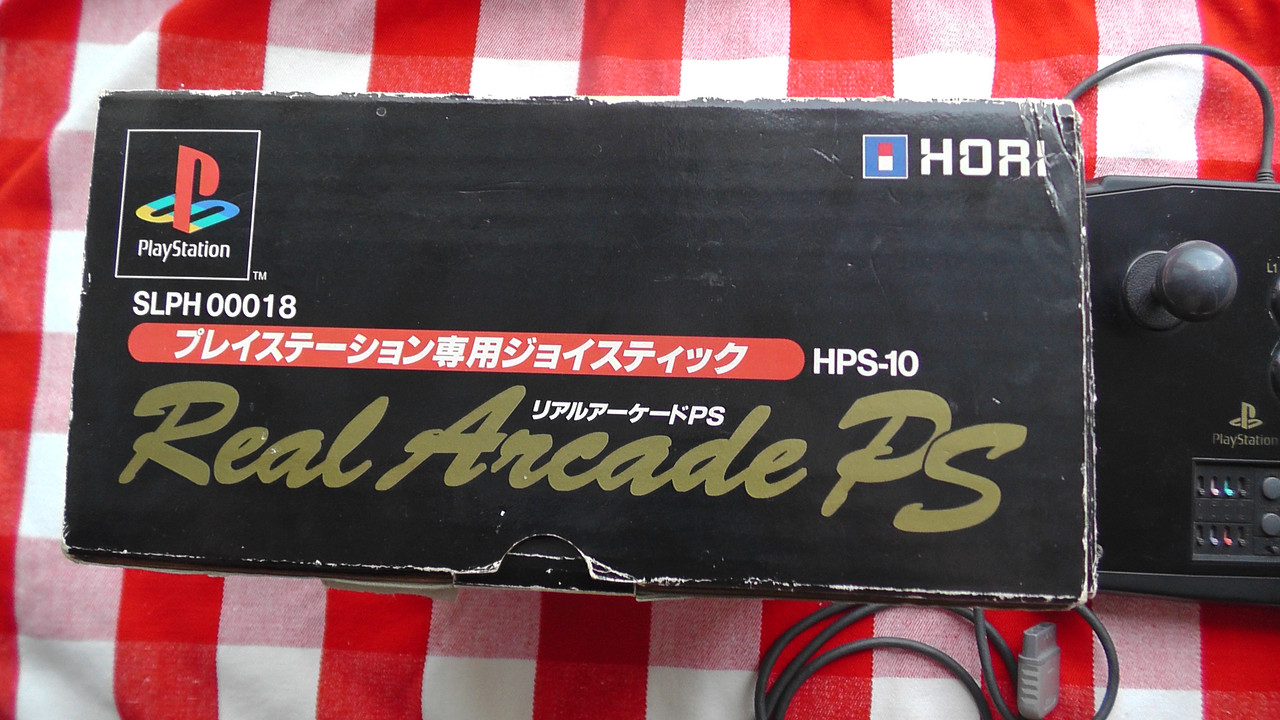 HORI
PlayStation
TM
SLPH 00018
プレイステーション専用ジョイスティック HPS-10
リアルアーケードPS
Real Arcade PS
L1
PlayStation